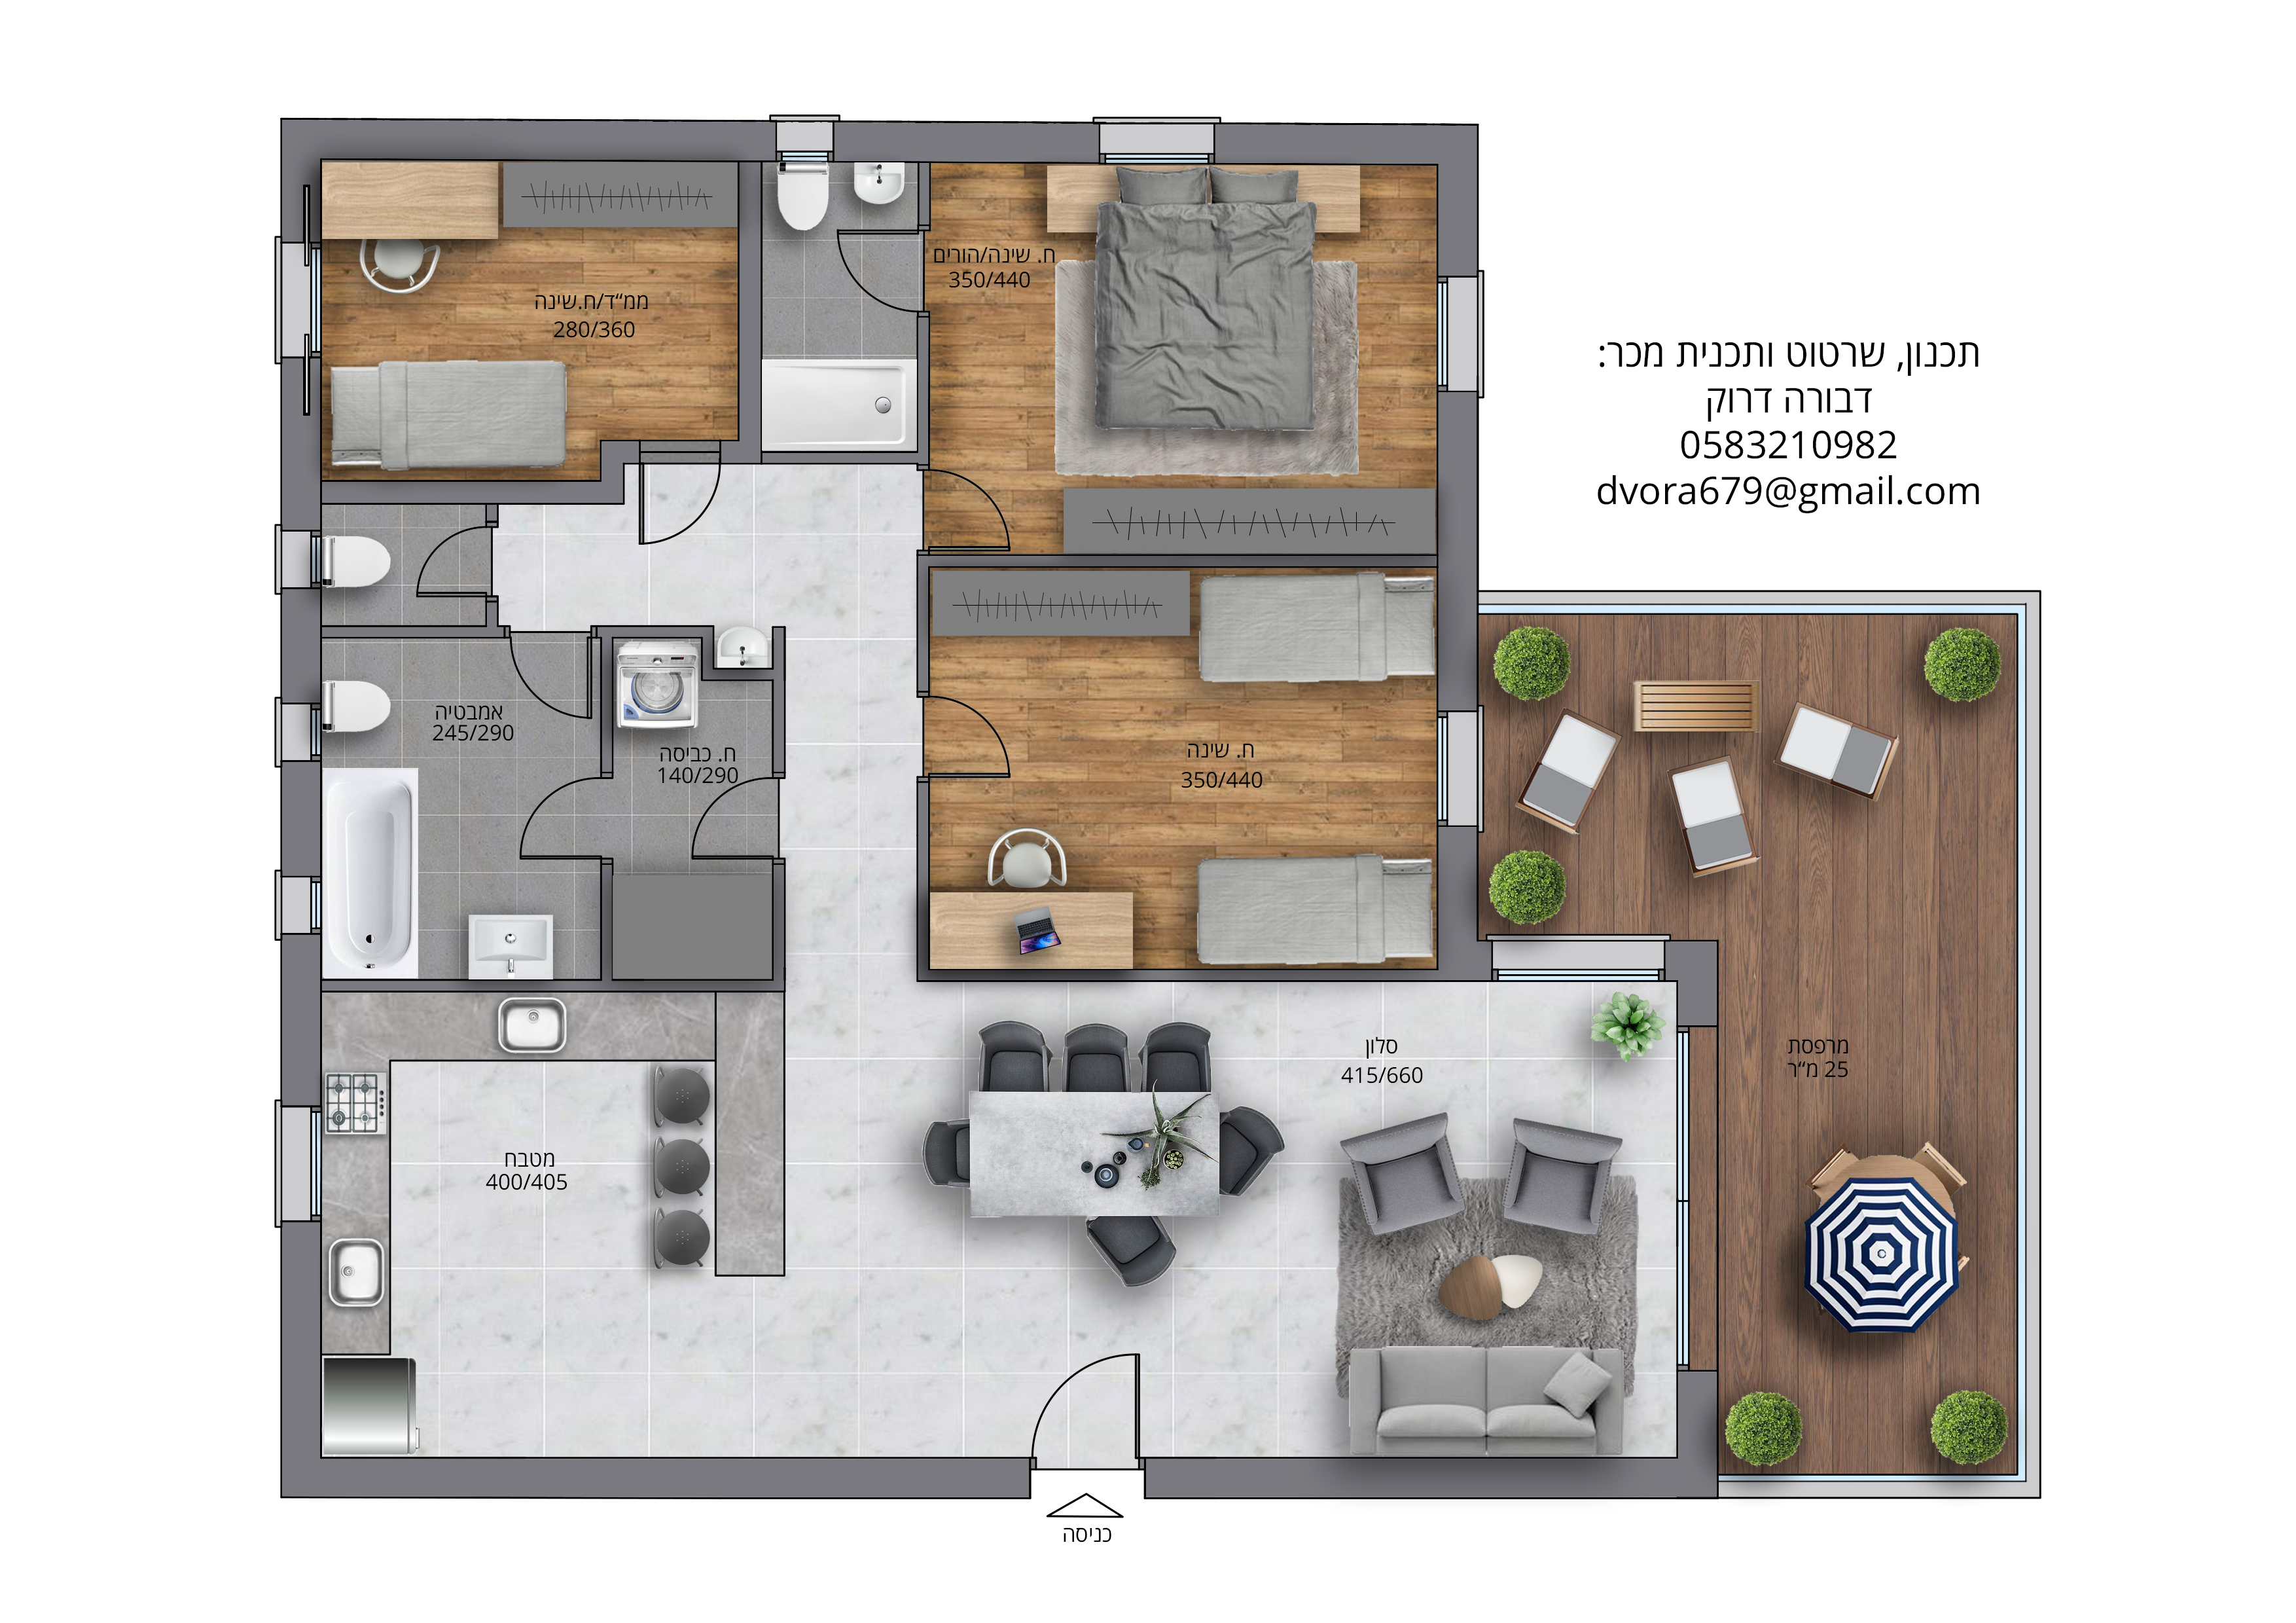 ח. שינה/הורים
350/440
ממ“ד/ח.שינה
280/360
תכנון, שרטוט ותכנית מכר:
דבורה דרוק
0583210982
dvora679@gmail.com
אמבטיה
245/290
ח. כביסה
140/290
ח. שינה
350/440
סלון
415/660
מרפסת
25 מ“ר
מטבח
400/405
כניסה